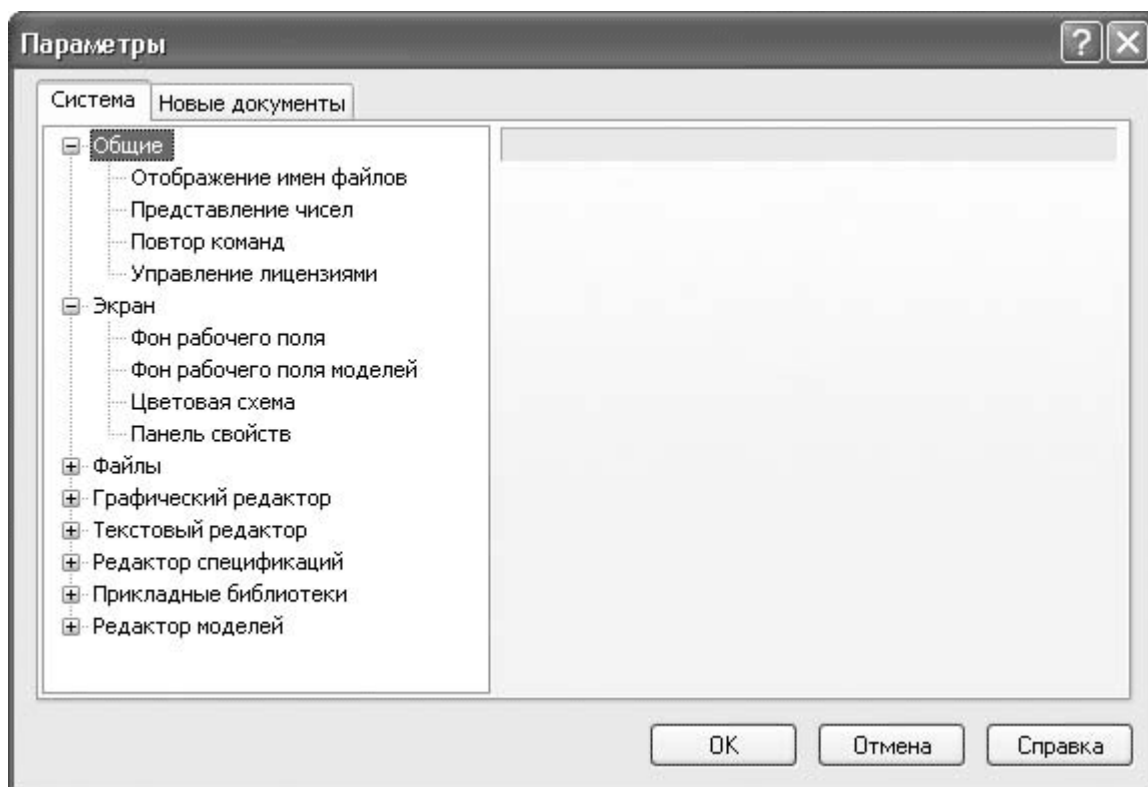 Параметры
Система
Новые документы
Общие
Отображение имен файлов
Представление чисел
Повтор команд
Управление лицензиями
Экран
Фон рабочего поля
Фон рабочего поля моделей
Цветовая схема
Панель свойств
Файлы
Графический редактор
Текстовый редактор
Редактор спецификаций
Прикладные библиотеки
Редактор моделей
OK
Отмена
Справка